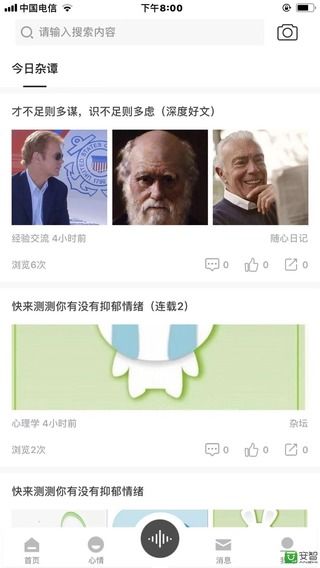 中国电信
下午8:00
请输入搜索内容
今日杂谭
才不足则多谋，识不足则多虑（深度好文）
经验交流 4小时前
随心日记
浏览6次
0
0
0
快来测测你有没有抑郁情绪（连载2）
心理学 4小时前
杂坛
浏览2次
0
0
0
快来测测你有没有抑郁情绪
首页
心情
消息
安智